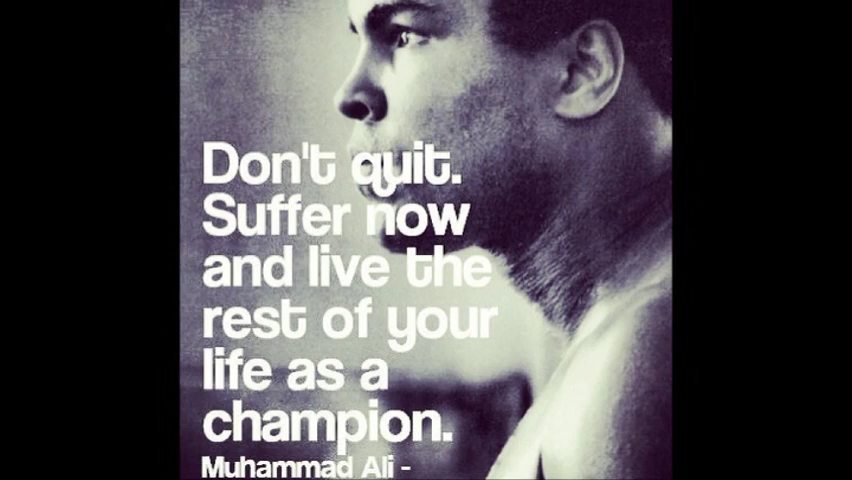 Don't quit.
Suffer now
and live the
rest of your
life as a
champion.
Muhammad Ali -